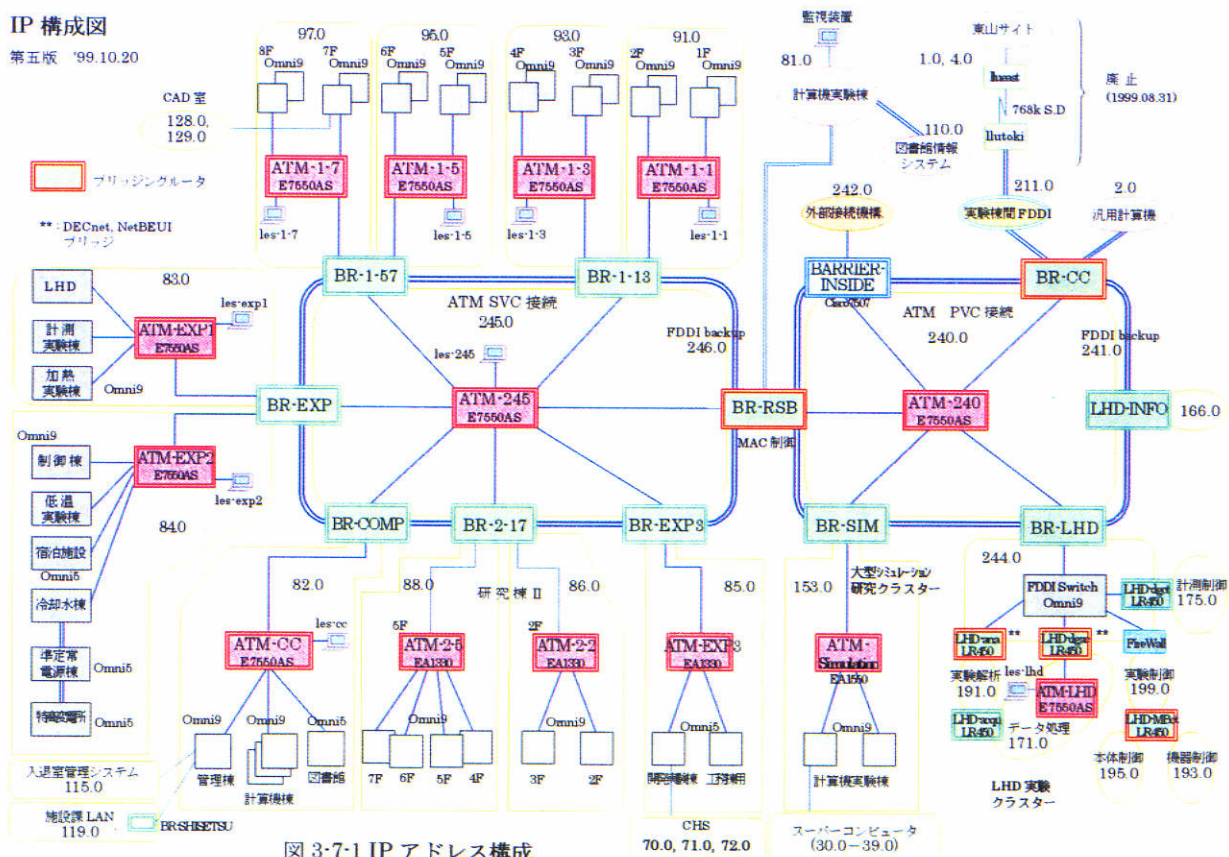 IP 構成図
第五版 '99.10.20
97.0
95.0
93.0
91.0
8F
7F
6F
5F
4F
3F
2F
1F
Omni9
Omni9
Omni9
Omni9
Omni9
Omni9
Omni9
Omni9
CAD 室
128.0,
129.0
ATM-1-7
E7550AS
ATM-1-5
E7550AS
ATM-1-3
E7550AS
ATM-1-1
E7550AS
les-1-7
les-1-5
les-1-3
les-1-1
監視装置
81.0
計算機実験棟
110.0
図書館情報
システム
東山サイト
1.0, 4.0
768k S.D
廃止
(1999.08.31)
242.0
外部接続機構
211.0
実験棟間 FDDI
2.0
汎用計算機
ブリッジングルータ
** : DECnet, NetBEUI
ブリッジ
BR-1-57
BR-1-13
BARRIER-
INSIDE
Cisco7507
BR-CC
ATM SVC 接続
245.0
FDDI backup
246.0
ATM PVC 接続
240.0
FDDI backup
241.0
les-245
83.0
LHD
計測
実験棟
加熱
実験棟
Omni9
les-exp1
ATM-EXP1
E7550AS
BR-EXP
ATM-245
E7550AS
BR-RSB
MAC 制御
ATM-240
E7550AS
LHD-INFO
166.0
Omni9
制御棟
低温
実験棟
宿泊施設
Omni5
冷却水棟
準定常
電源棟
Omni5
Omni5
ATM-EXP2
E7550AS
les-exp2
84.0
BR-COMP
BR-2-17
BR-EXP3
BR-SIM
BR-LHD
82.0
88.0
研究棟 II
86.0
85.0
153.0
大型シミュレーション
研究クラスター
244.0
FDDI Switch
Omni9
LR450
計測制御
175.0
les-cc
ATM-CC
E7550AS
5F
ATM-2-5
EA1330
2F
ATM-2-2
EA1330
ATM-EXP3
EA1330
ATM-
Simulation
LHD-ana
LR450
**
LR450
**
FireWall
実験解析
191.0
les-lhd
ATM-LHD
E7550AS
実験制御
199.0
LHD-acqu
LR450
データ処理
171.0
LR450
本体制御
195.0
機器制御
193.0
LHD 実験
クラスター
Omni9
Omni5
Omni9
Omni9
Omni5
Omni9
管理棟
計算機棟
図書館
7F
6F
5F
4F
3F
2F
計算機実験棟
入退室管理システム
115.0
施設課 LAN
119.0
BR-SHISETSU
CHS
70.0, 71.0, 72.0
スーパーコンピュータ
(30.0－39.0)
図 3-7-1 IP アドレス構成